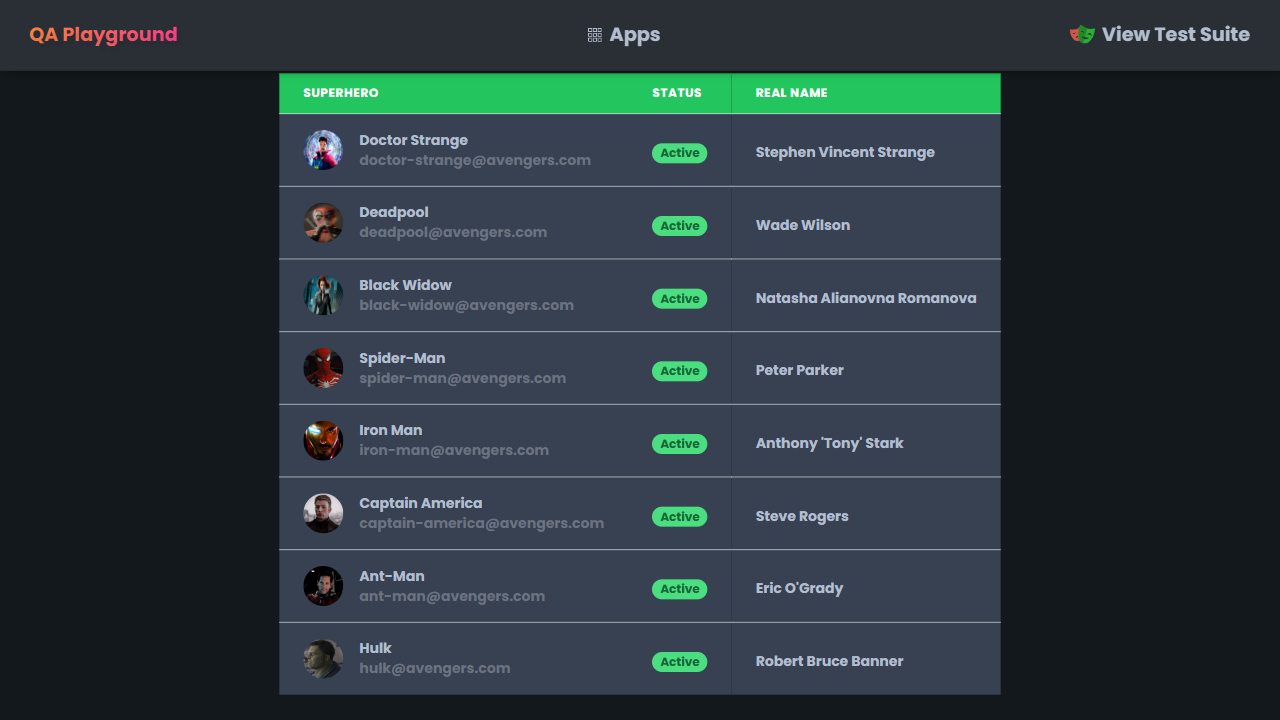 QA Playground
Apps
View Test Suite
SUPERHERO STATUS REAL NAME
Doctor Strange
doctor-strange@avengers.com
Active
Stephen Vincent Strange
Deadpool
deadpool@avengers.com
Active
Wade Wilson
Black Widow
black-widow@avengers.com
Active
Natasha Alianovna Romanova
Spider-Man
spider-man@avengers.com
Active
Peter Parker
Iron Man
iron-man@avengers.com
Active
Anthony 'Tony' Stark
Captain America
captain-america@avengers.com
Active
Steve Rogers
Ant-Man
ant-man@avengers.com
Active
Eric O'Grady
Hulk
hulk@avengers.com
Active
Robert Bruce Banner